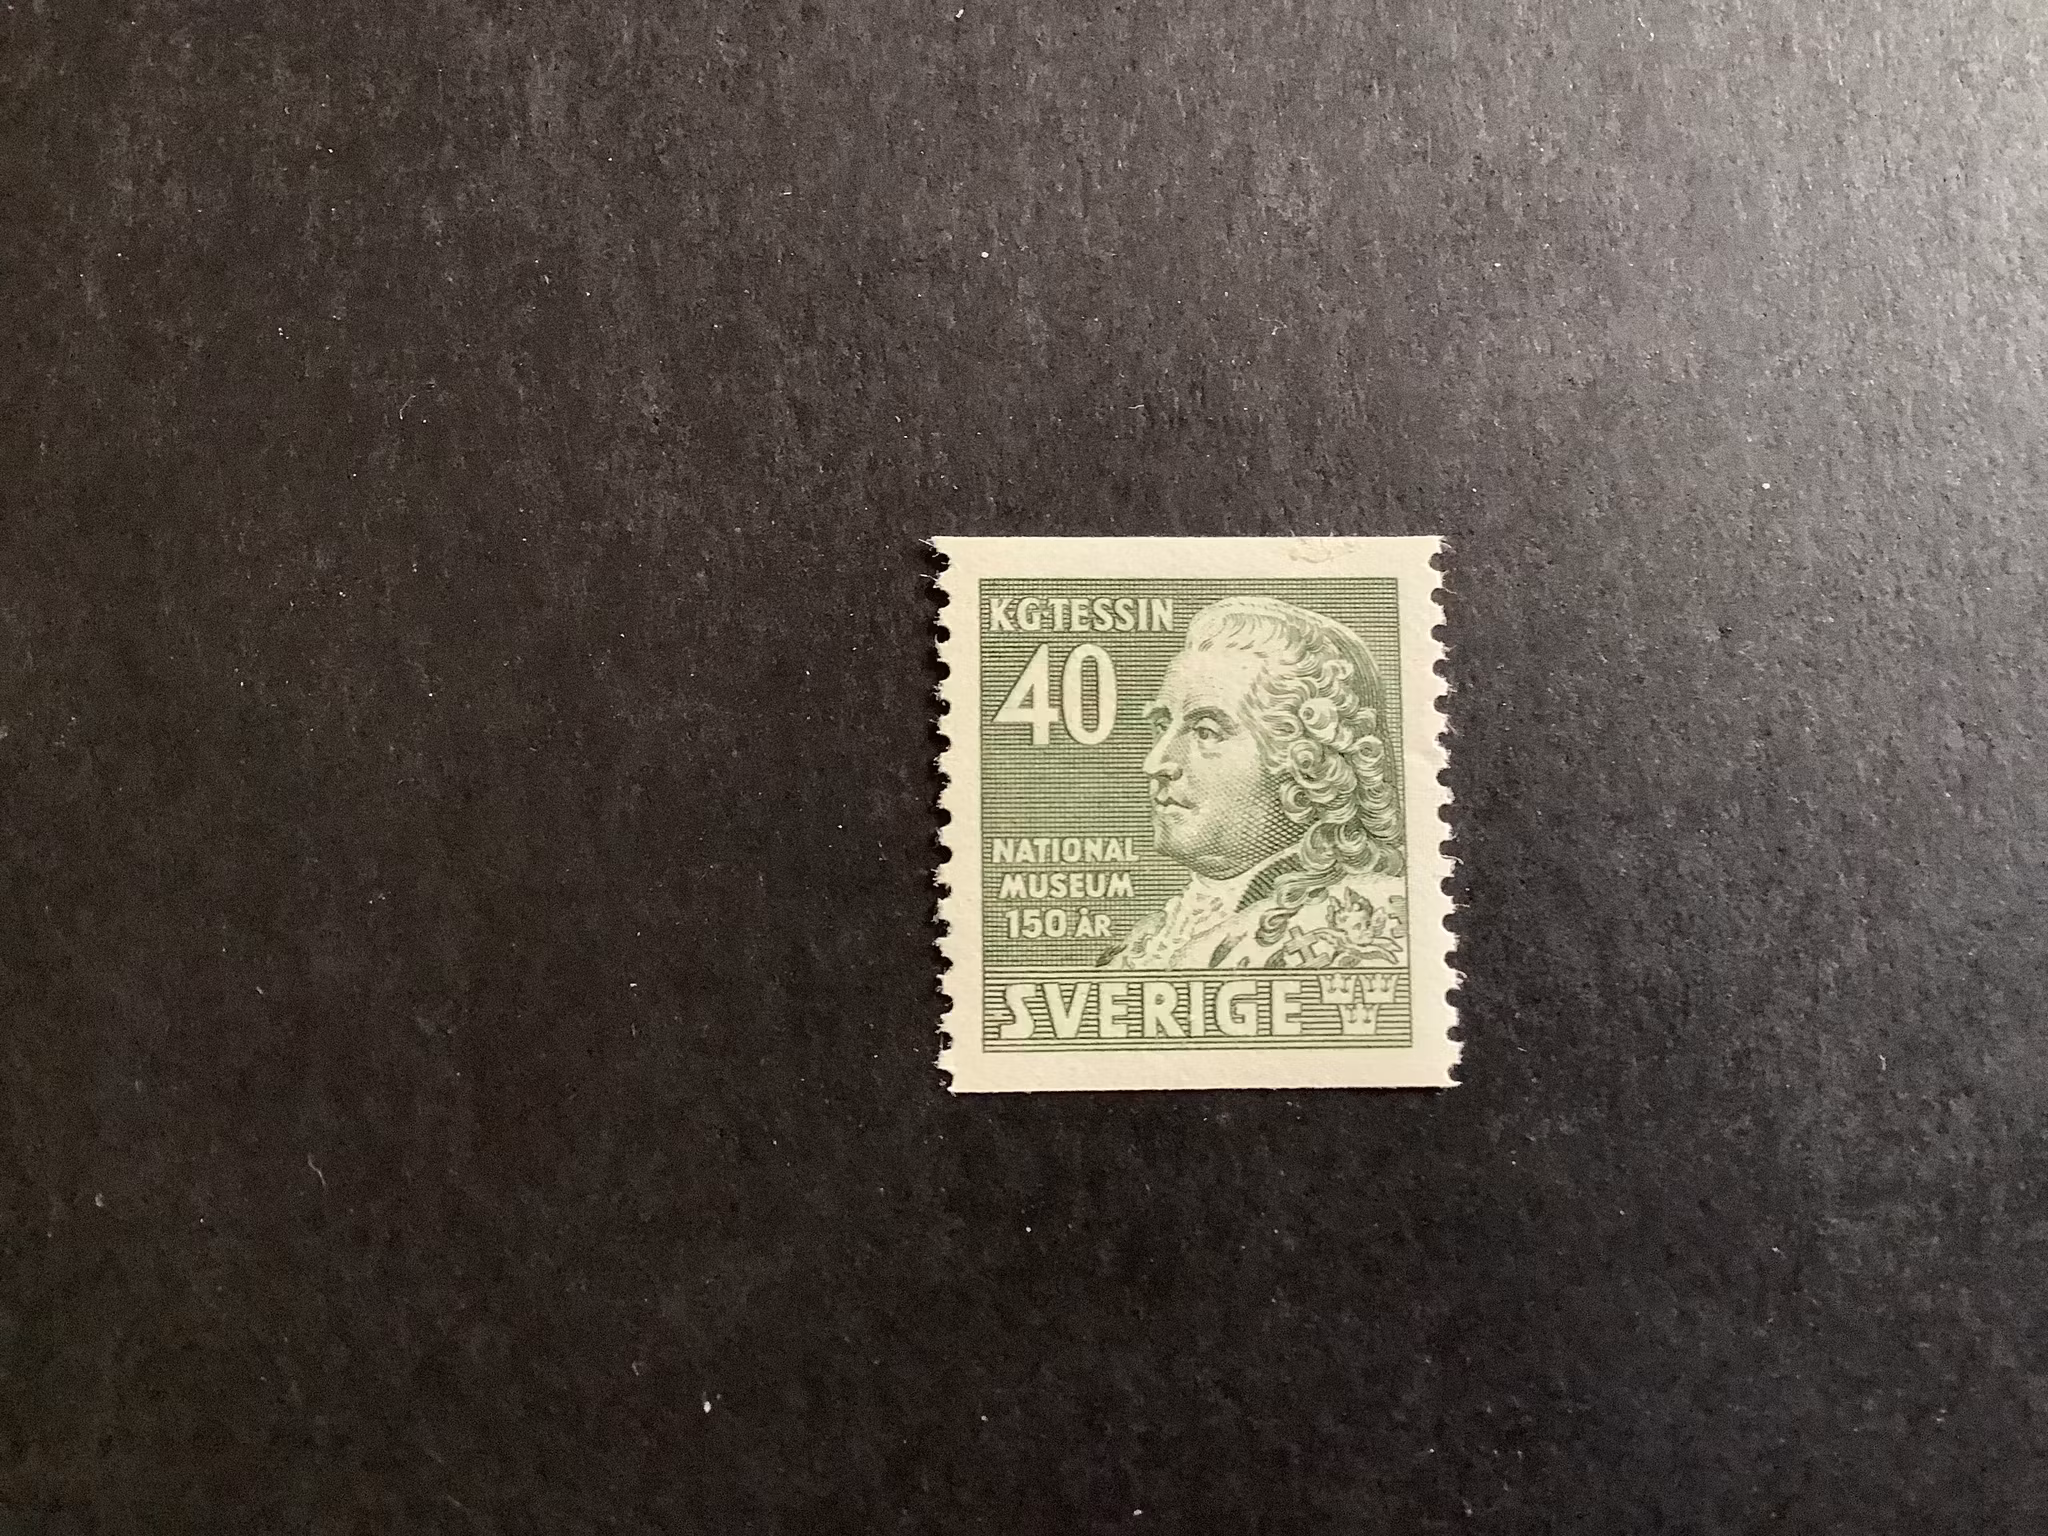 K·G·TESSIN
40
NATIONAL
MUSEUM
150 ÅR
SVERIGE